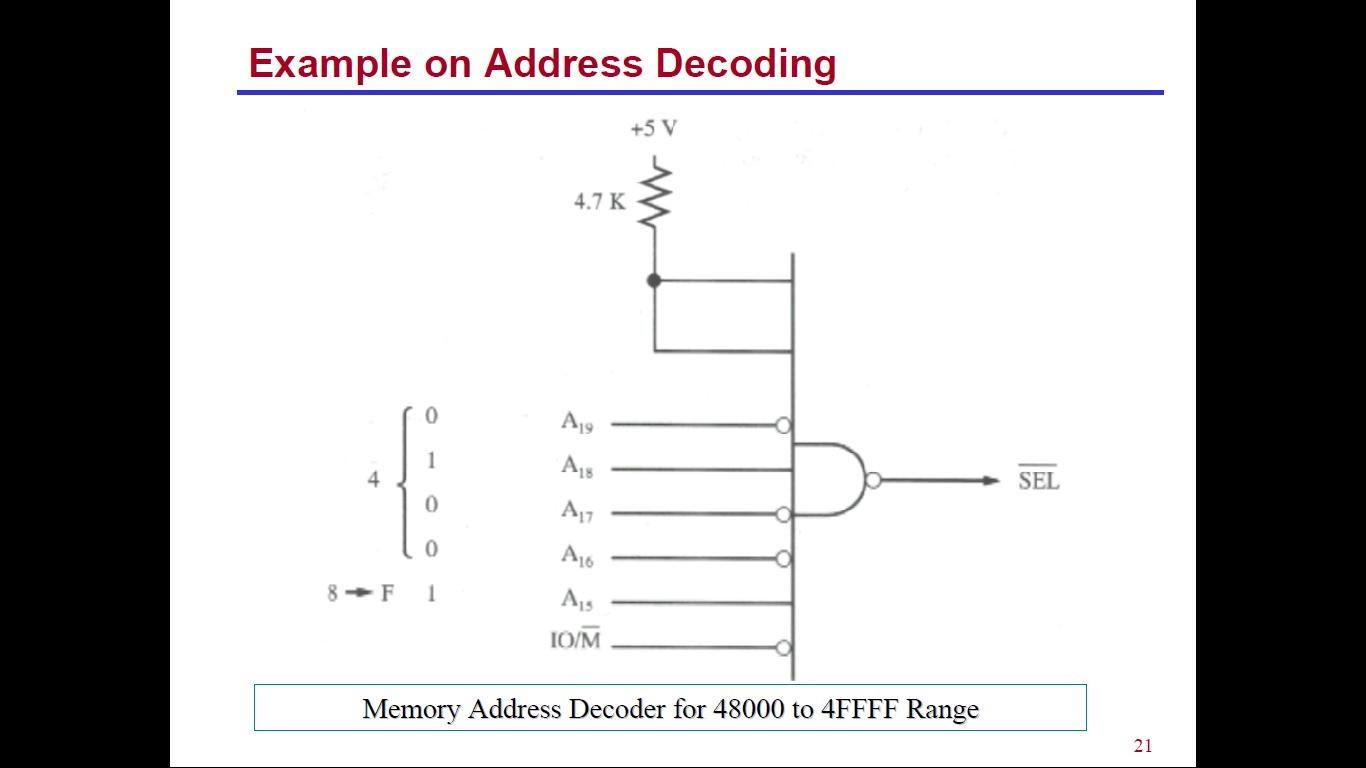 Example on Address Decoding
+5 V
4.7 K
0
A19
1
A18
4
SEL
0
A17
0
A16
8 → F 1
A15
IO/M
Memory Address Decoder for 48000 to 4FFFF Range
21